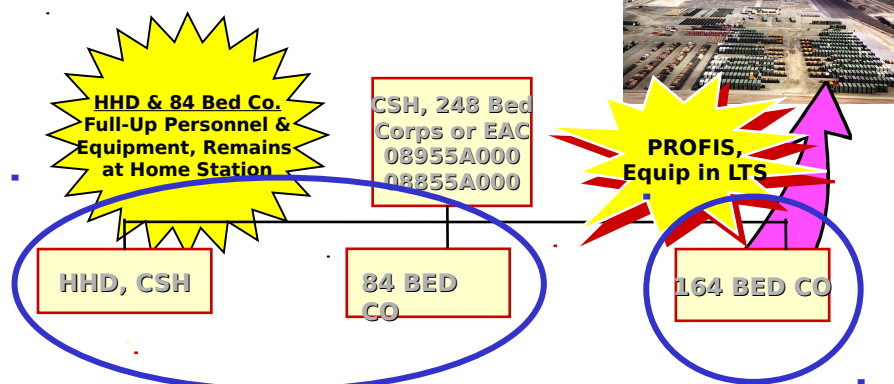 HHD & 84 Bed Co.
Full-Up Personnel &
Equipment, Remains
at Home Station
CSH, 248 Bed
Corps or EAC
08955A000
08855A000
PROFIS,
Equip in LTS
HHD, CSH
84 BED
CO
164 BED CO